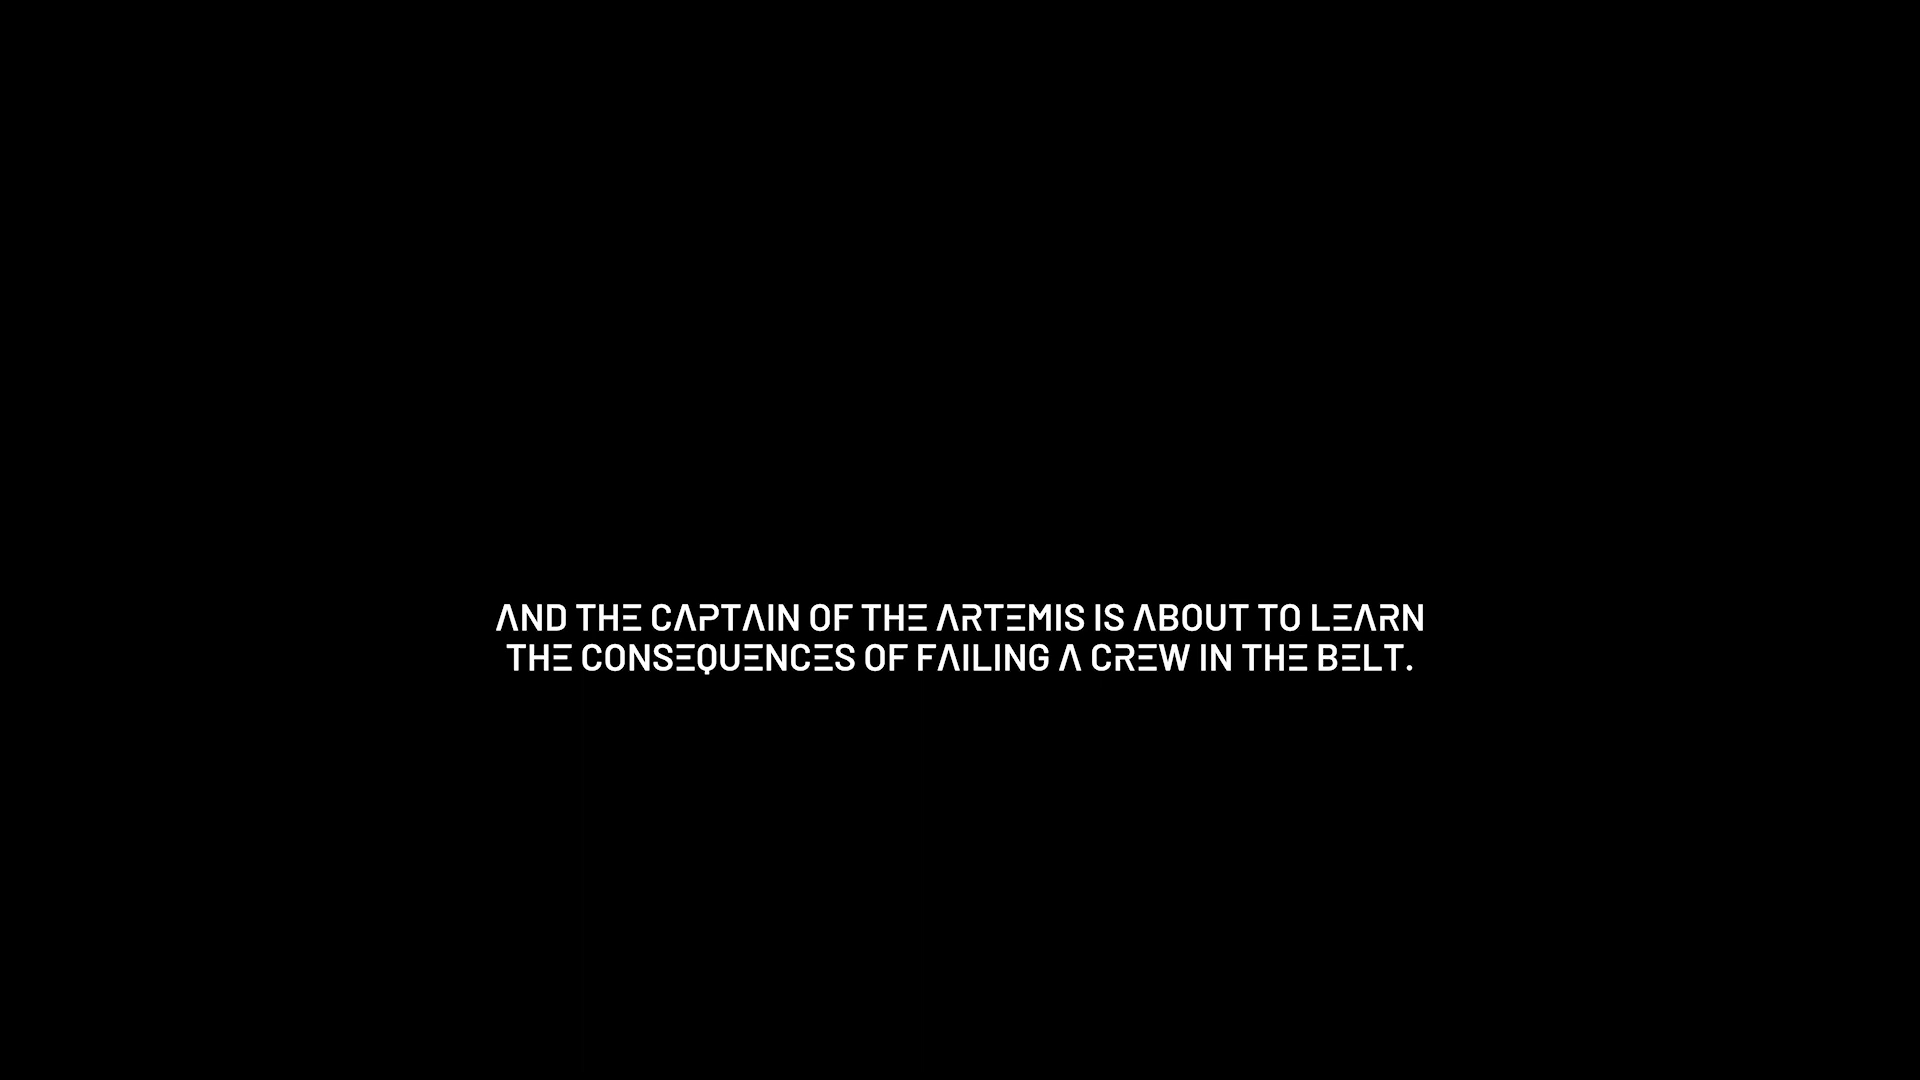 AND THE CAPTAIN OF THE ARTEMIS IS ABOUT TO LEARN
THE CONSEQUENCES OF FAILING A CREW IN THE BELT.